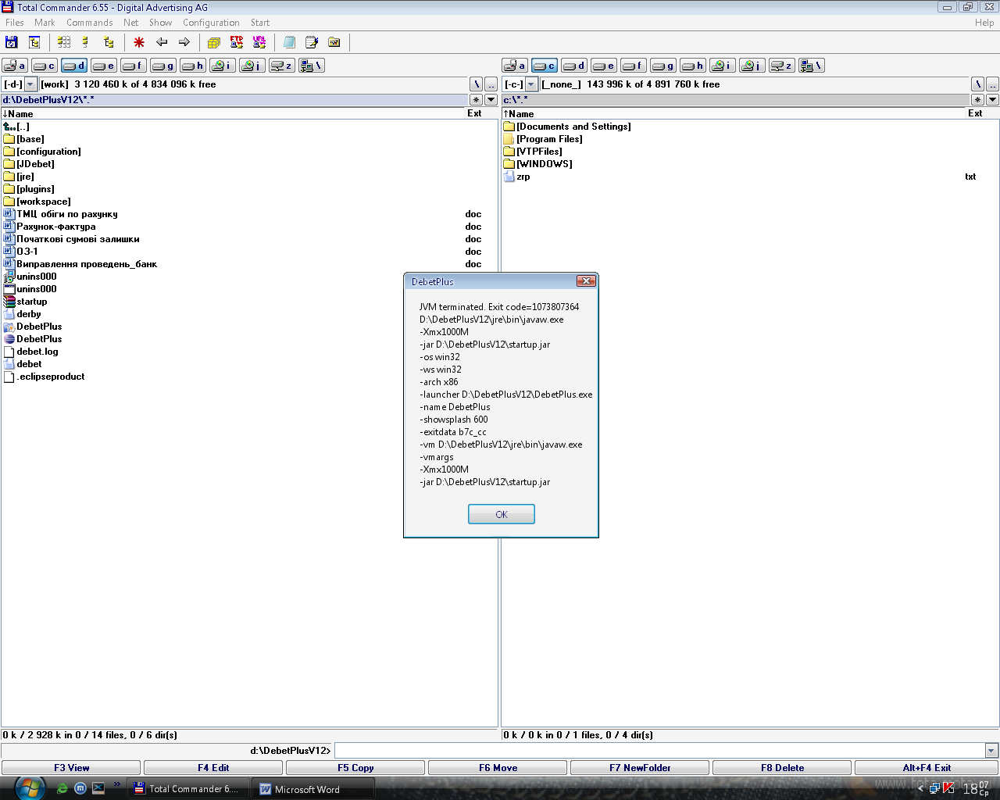 Total Commander 6.55 - Digital Advertising AG
Files Mark Commands Net Show Configuration Start Help
a c d e f g h i j z \
a c d e f g h i j z \
[-d-] [work] 3 120 460 k of 4 834 096 k free \ ..
[-c-] [_none_] 143 996 k of 4 891 760 k free \ ..
d:\DebetPlusV12\*.* *
c:\*.* *
↓Name Ext
↑Name Ext
[..]
[base]
[configuration]
[JDebet]
[jre]
[plugins]
[workspace]
ТМЦ обіги по рахунку doc
Рахунок-фактура doc
Початкові сумові залишки doc
ОЗ-1 doc
Виправлення проведень_банк doc
unins000
unins000
startup
derby
DebetPlus
DebetPlus
debet.log
debet
.eclipseproduct
[Documents and Settings]
[Program Files]
[VTPFiles]
[WINDOWS]
zrp txt
DebetPlus
JVM terminated. Exit code=1073807364
D:\DebetPlusV12\jre\bin\javaw.exe
-Xmx1000M
-jar D:\DebetPlusV12\startup.jar
-os win32
-ws win32
-arch x86
-launcher D:\DebetPlusV12\DebetPlus.exe
-name DebetPlus
-showsplash 600
-exitdata b7c_cc
-vm D:\DebetPlusV12\jre\bin\javaw.exe
-vmargs
-Xmx1000M
-jar D:\DebetPlusV12\startup.jar
OK
0 k / 2 928 k in 0 / 14 files, 0 / 6 dir(s)
0 k / 0 k in 0 / 1 files, 0 / 4 dir(s)
d:\DebetPlusV12>
F3 View F4 Edit F5 Copy F6 Move F7 NewFolder F8 Delete Alt+F4 Exit
Total Commander 6....
Microsoft Word
18 07
Ср